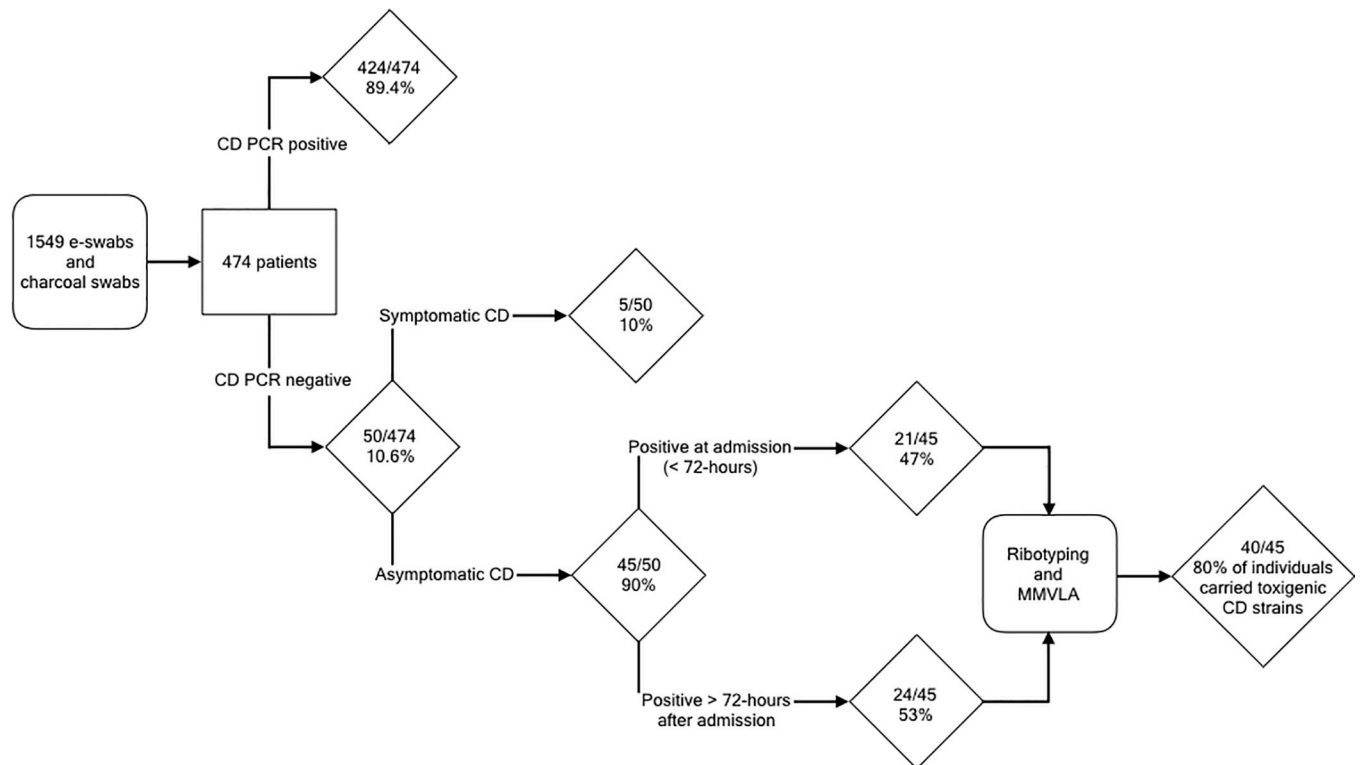 424/474
89.4%
CD PCR positive
1549 e-swabs
and
charcoal swabs
474 patients
CD PCR negative
Symptomatic CD
5/50
10%
50/474
10.6%
Asymptomatic CD
45/50
90%
Positive at admission
(< 72-hours)
21/45
47%
Positive > 72-hours
after admission
24/45
53%
Ribotyping
and
MMVLA
40/45
80% of individuals
carried toxigenic
CD strains